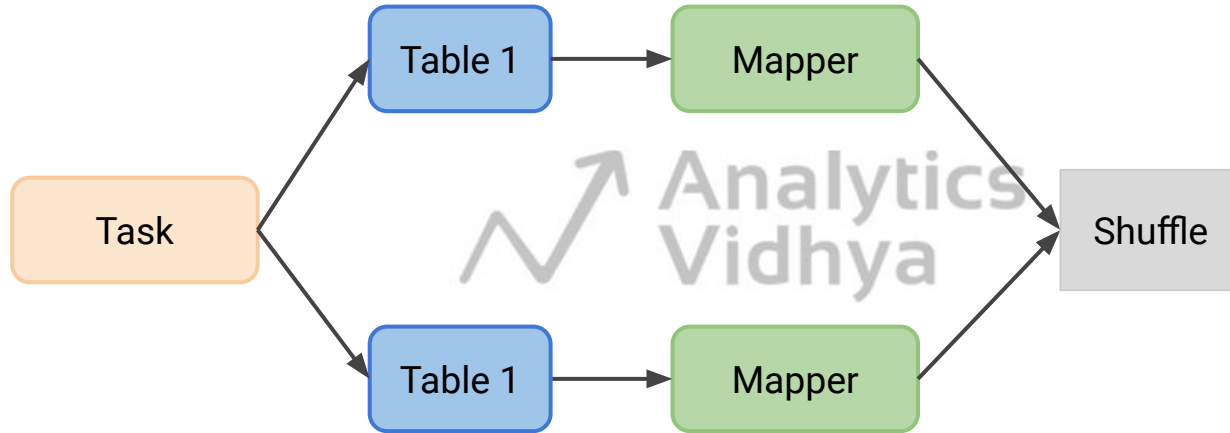 Table 1
Mapper
Analytics
Vidhya
Task
Shuffle
Table 1
Mapper